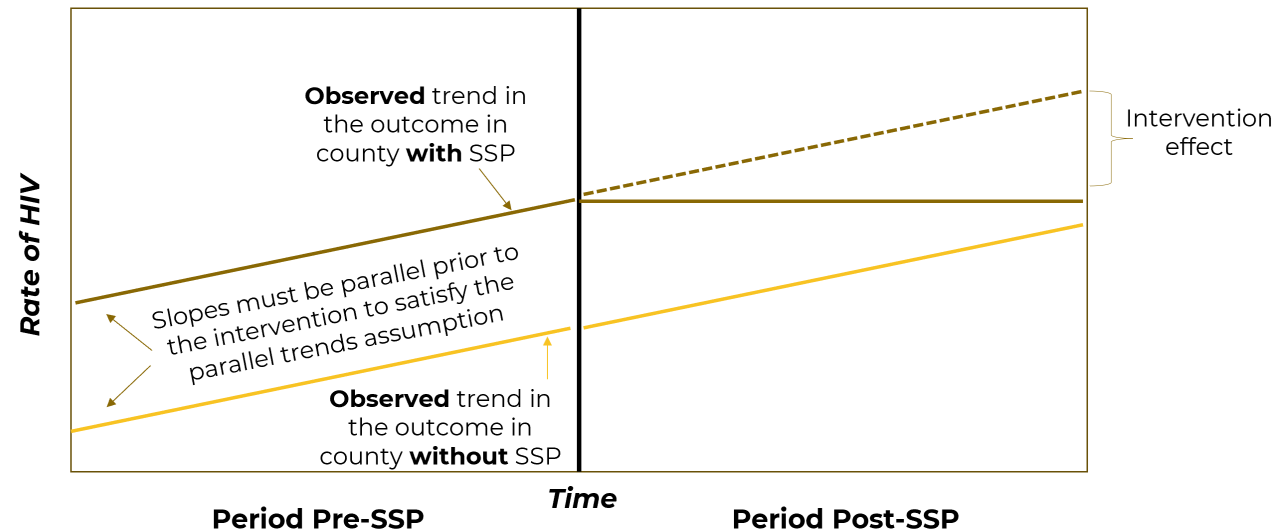 Observed trend in
the outcome in
county with SSP
Intervention
effect
Rate of HIV
Slopes must be parallel prior to
the intervention to satisfy the
parallel trends assumption
Observed trend in
the outcome in
county without SSP
Time
Period Pre-SSP
Period Post-SSP